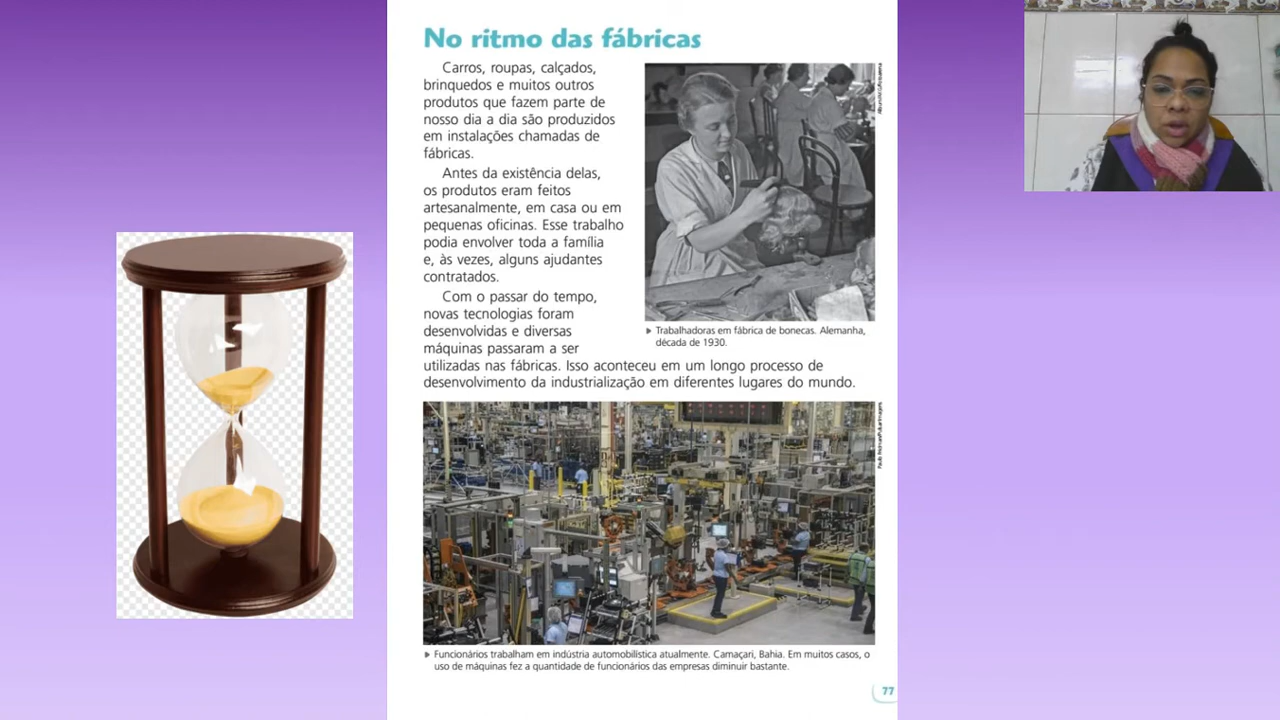 No ritmo das fábricas
Carros, roupas, calçados,
brinquedos e muitos outros
produtos que fazem parte de
nosso dia a dia são produzidos
em instalações chamadas de
fábricas.
Antes da existência delas,
os produtos eram feitos
artesanalmente, em casa ou em
pequenas oficinas. Esse trabalho
podia envolver toda a família
e, às vezes, alguns ajudantes
contratados.
Com o passar do tempo,
novas tecnologias foram
desenvolvidas e diversas
máquinas passaram a ser
utilizadas nas fábricas. Isso aconteceu em um longo processo de
desenvolvimento da industrialização em diferentes lugares do mundo.
Trabalhadoras em fábrica de bonecas. Alemanha,
década de 1930.
Funcionários trabalham em indústria automobilística atualmente. Camaçari, Bahia. Em muitos casos, o
uso de máquinas fez a quantidade de funcionários das empresas diminuir bastante.
77